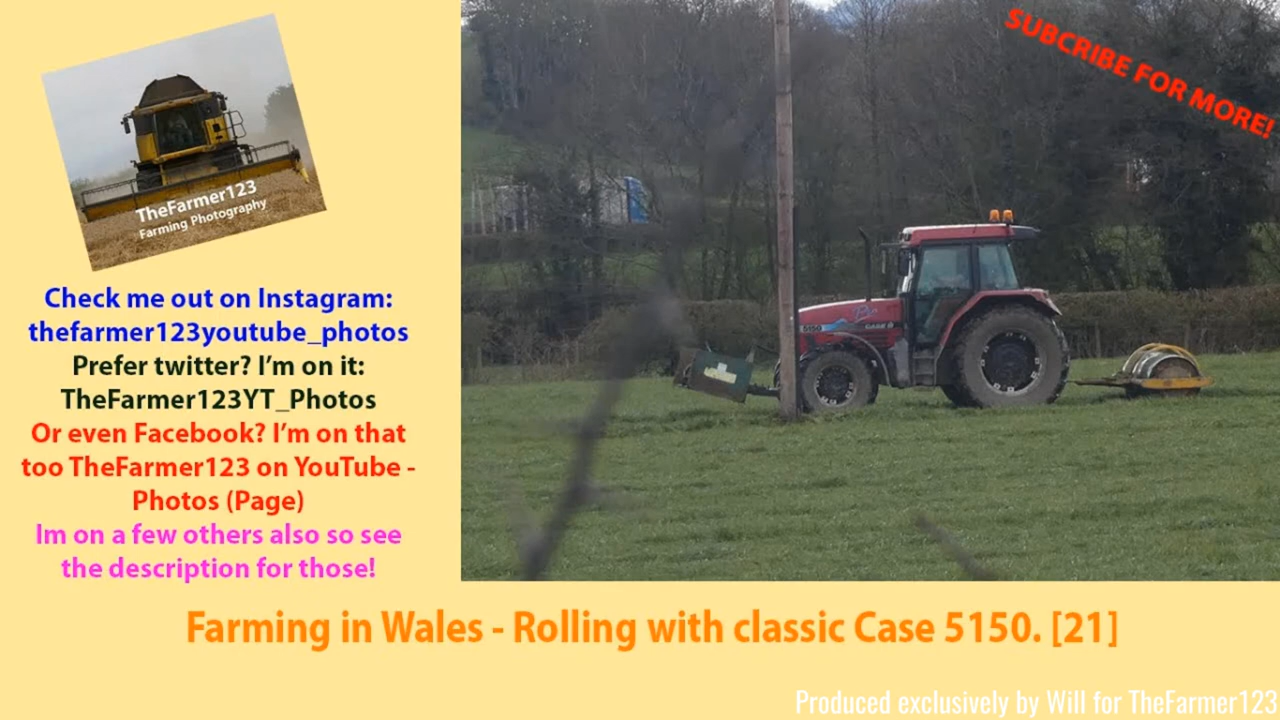 SUBCRIBE FOR MORE!
TheFarmer123
Farming Photography
Check me out on Instagram:
thefarmer123youtube_photos
Prefer twitter? I'm on it:
TheFarmer123YT_Photos
Or even Facebook? I'm on that
too TheFarmer123 on YouTube -
Photos (Page)
Im on a few others also so see
the description for those!
5150
CASE
Farming in Wales - Rolling with classic Case 5150. [21]
Produced exclusively by Will for TheFarmer123